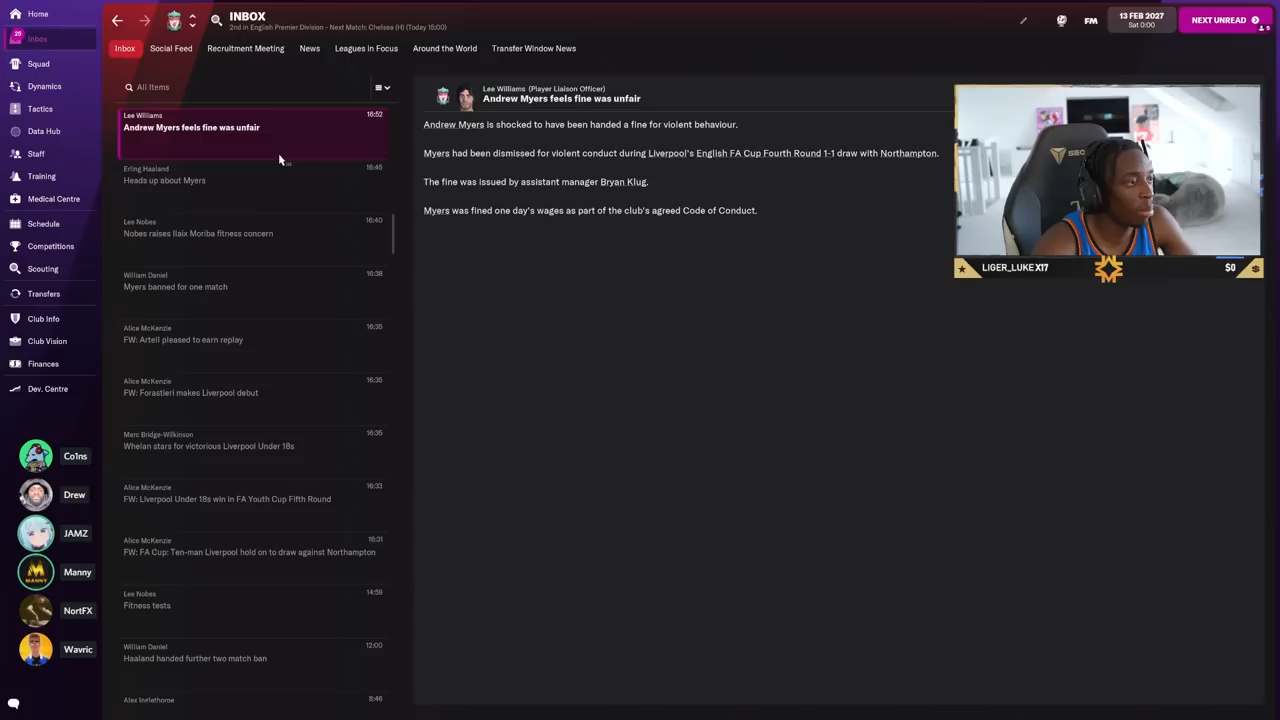 Home
25
Inbox
Squad
Dynamics
Tactics
Data Hub
Staff
Training
Medical Centre
Schedule
Competitions
Scouting
Transfers
Club Info
Club Vision
Finances
Dev. Centre
Co1ns
Drew
JAMZ
Manny
NortFX
Wavric
INBOX
2nd in English Premier Division - Next Match: Chelsea (H) (Today 15:00)
FM
13 FEB 2027
Sat 0:00
NEXT UNREAD
5
Inbox
Social Feed
Recruitment Meeting
News
Leagues in Focus
Around the World
Transfer Window News
All Items
Lee Williams 16:52
Andrew Myers feels fine was unfair
Erling Haaland 16:45
Heads up about Myers
Lee Nobes 16:40
Nobes raises Ilaix Moriba fitness concern
William Daniel 16:38
Myers banned for one match
Alice McKenzie 16:35
FW: Artell pleased to earn replay
Alice McKenzie 16:35
FW: Forastieri makes Liverpool debut
Marc Bridge-Wilkinson 16:35
Whelan stars for victorious Liverpool Under 18s
Alice McKenzie 16:33
FW: Liverpool Under 18s win in FA Youth Cup Fifth Round
Alice McKenzie 16:31
FW: FA Cup: Ten-man Liverpool hold on to draw against Northampton
Lee Nobes 14:59
Fitness tests
William Daniel 12:00
Haaland handed further two match ban
Alex Inglethorpe 8:46
Lee Williams (Player Liaison Officer)
Andrew Myers feels fine was unfair
Andrew Myers is shocked to have been handed a fine for violent behaviour.
Myers had been dismissed for violent conduct during Liverpool's English FA Cup Fourth Round 1-1 draw with Northampton.
The fine was issued by assistant manager Bryan Klug.
Myers was fined one day's wages as part of the club's agreed Code of Conduct.
LIGER_LUKE X17
$0